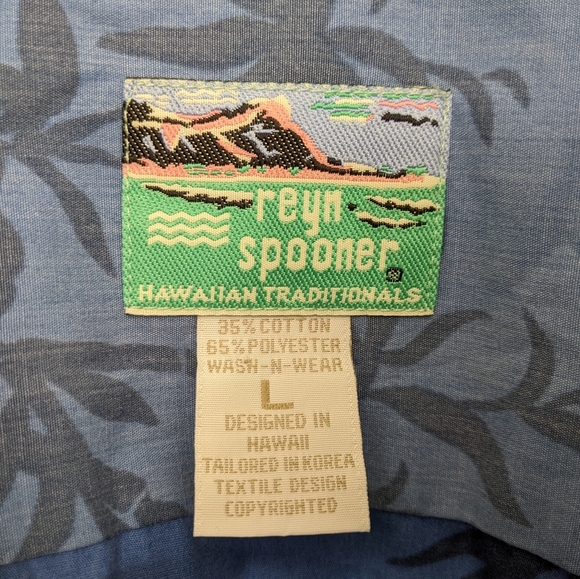 reyn
spooner
HAWAIIAN TRADITIONALS
35% COTTON
65% POLYESTER
WASH-N-WEAR
L
DESIGNED IN
HAWAII
TAILORED IN KOREA
TEXTILE DESIGN
COPYRIGHTED